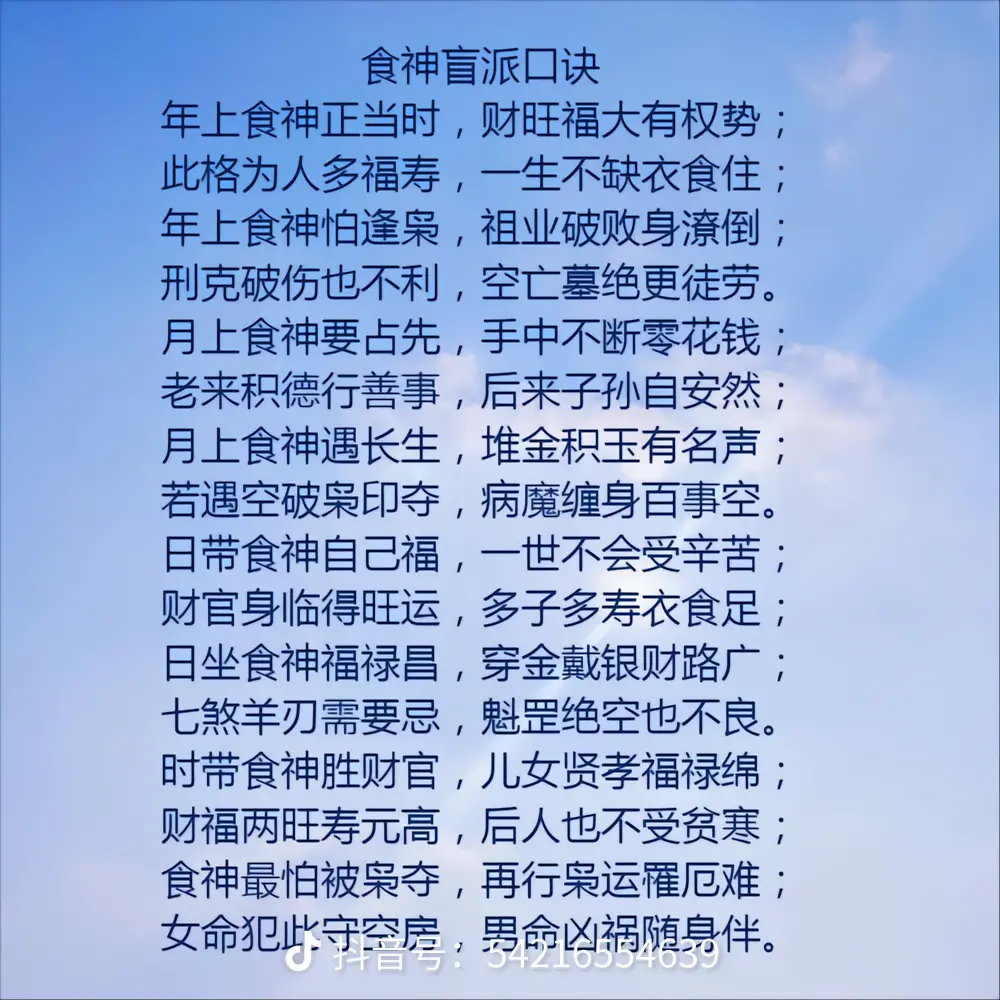 食神盲派口诀
年上食神正当时，财旺福大有权势；
此格为人多福寿，一生不缺衣食住；
年上食神怕逢枭，祖业破败身潦倒；
刑克破伤也不利，空亡墓绝更徒劳。
月上食神要占先，手中不断零花钱；
老来积德行善事，后来子孙自安然；
月上食神遇长生，堆金积玉有名声；
若遇空破枭印夺，病魔缠身百事空。
日带食神自己福，一世不会受辛苦；
财官身临得旺运，多子多寿衣食足；
日坐食神福禄昌，穿金戴银财路广；
七煞羊刃需要忌，魁罡绝空也不良。
时带食神胜财官，儿女贤孝福禄绵；
财福两旺寿元高，后人也不受贫寒；
食神最怕被枭夺，再行枭运罹厄难；
女命犯此守空房，男命凶祸随身伴。
抖音号：54216554639